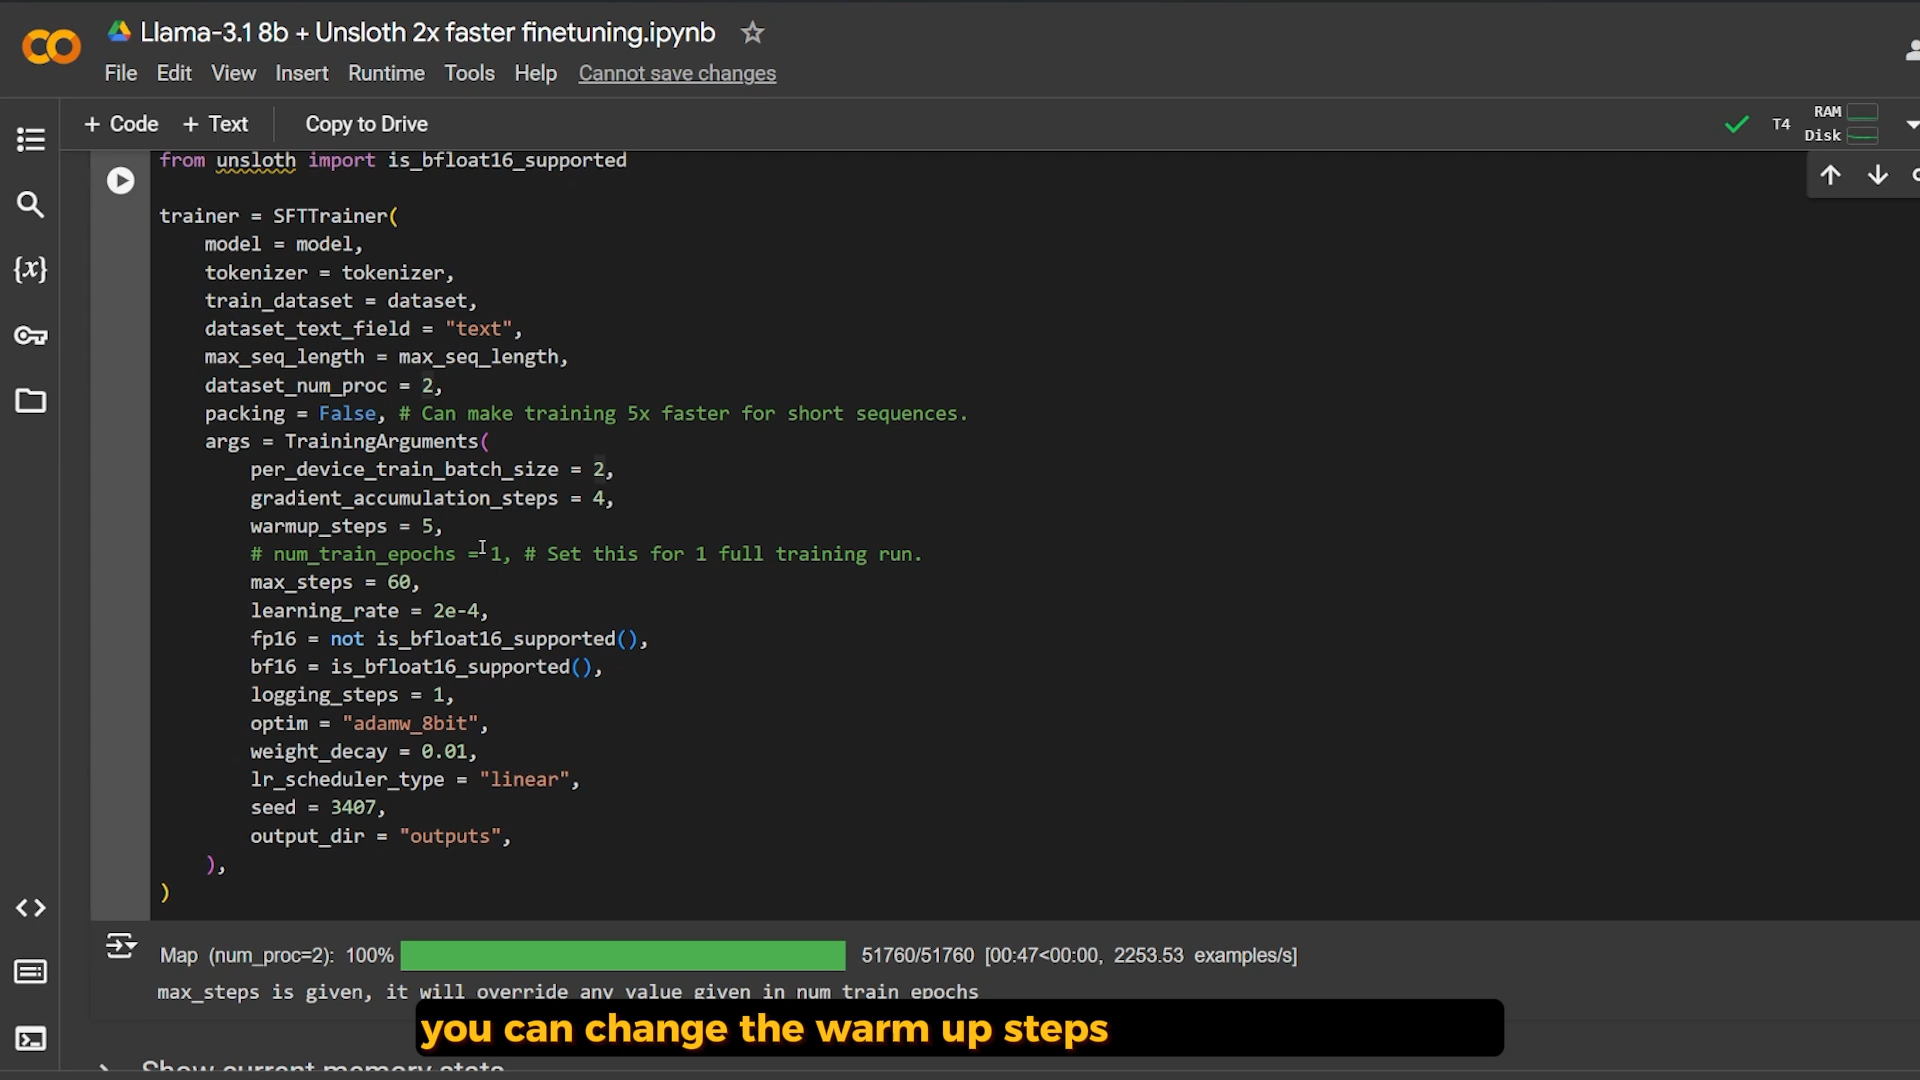 Llama-3.1 8b + Unsloth 2x faster finetuning.ipynb
File Edit View Insert Runtime Tools Help Cannot save changes
+ Code + Text Copy to Drive
T4 RAM
Disk
from unsloth import is_bfloat16_supported
{x}
trainer = SFTTrainer(
model = model,
tokenizer = tokenizer,
train_dataset = dataset,
dataset_text_field = "text",
max_seq_length = max_seq_length,
dataset_num_proc = 2,
packing = False, # Can make training 5x faster for short sequences.
args = TrainingArguments(
per_device_train_batch_size = 2,
gradient_accumulation_steps = 4,
warmup_steps = 5,
# num_train_epochs = 1, # Set this for 1 full training run.
max_steps = 60,
learning_rate = 2e-4,
fp16 = not is_bfloat16_supported(),
bf16 = is_bfloat16_supported(),
logging_steps = 1,
optim = "adamw_8bit",
weight_decay = 0.01,
lr_scheduler_type = "linear",
seed = 3407,
output_dir = "outputs",
),
)
Map (num_proc=2): 100% 51760/51760 [00:47<00:00, 2253.53 examples/s]
max_steps is given, it will override any value given in num_train_epochs
you can change the warm up steps
Show current memory stats